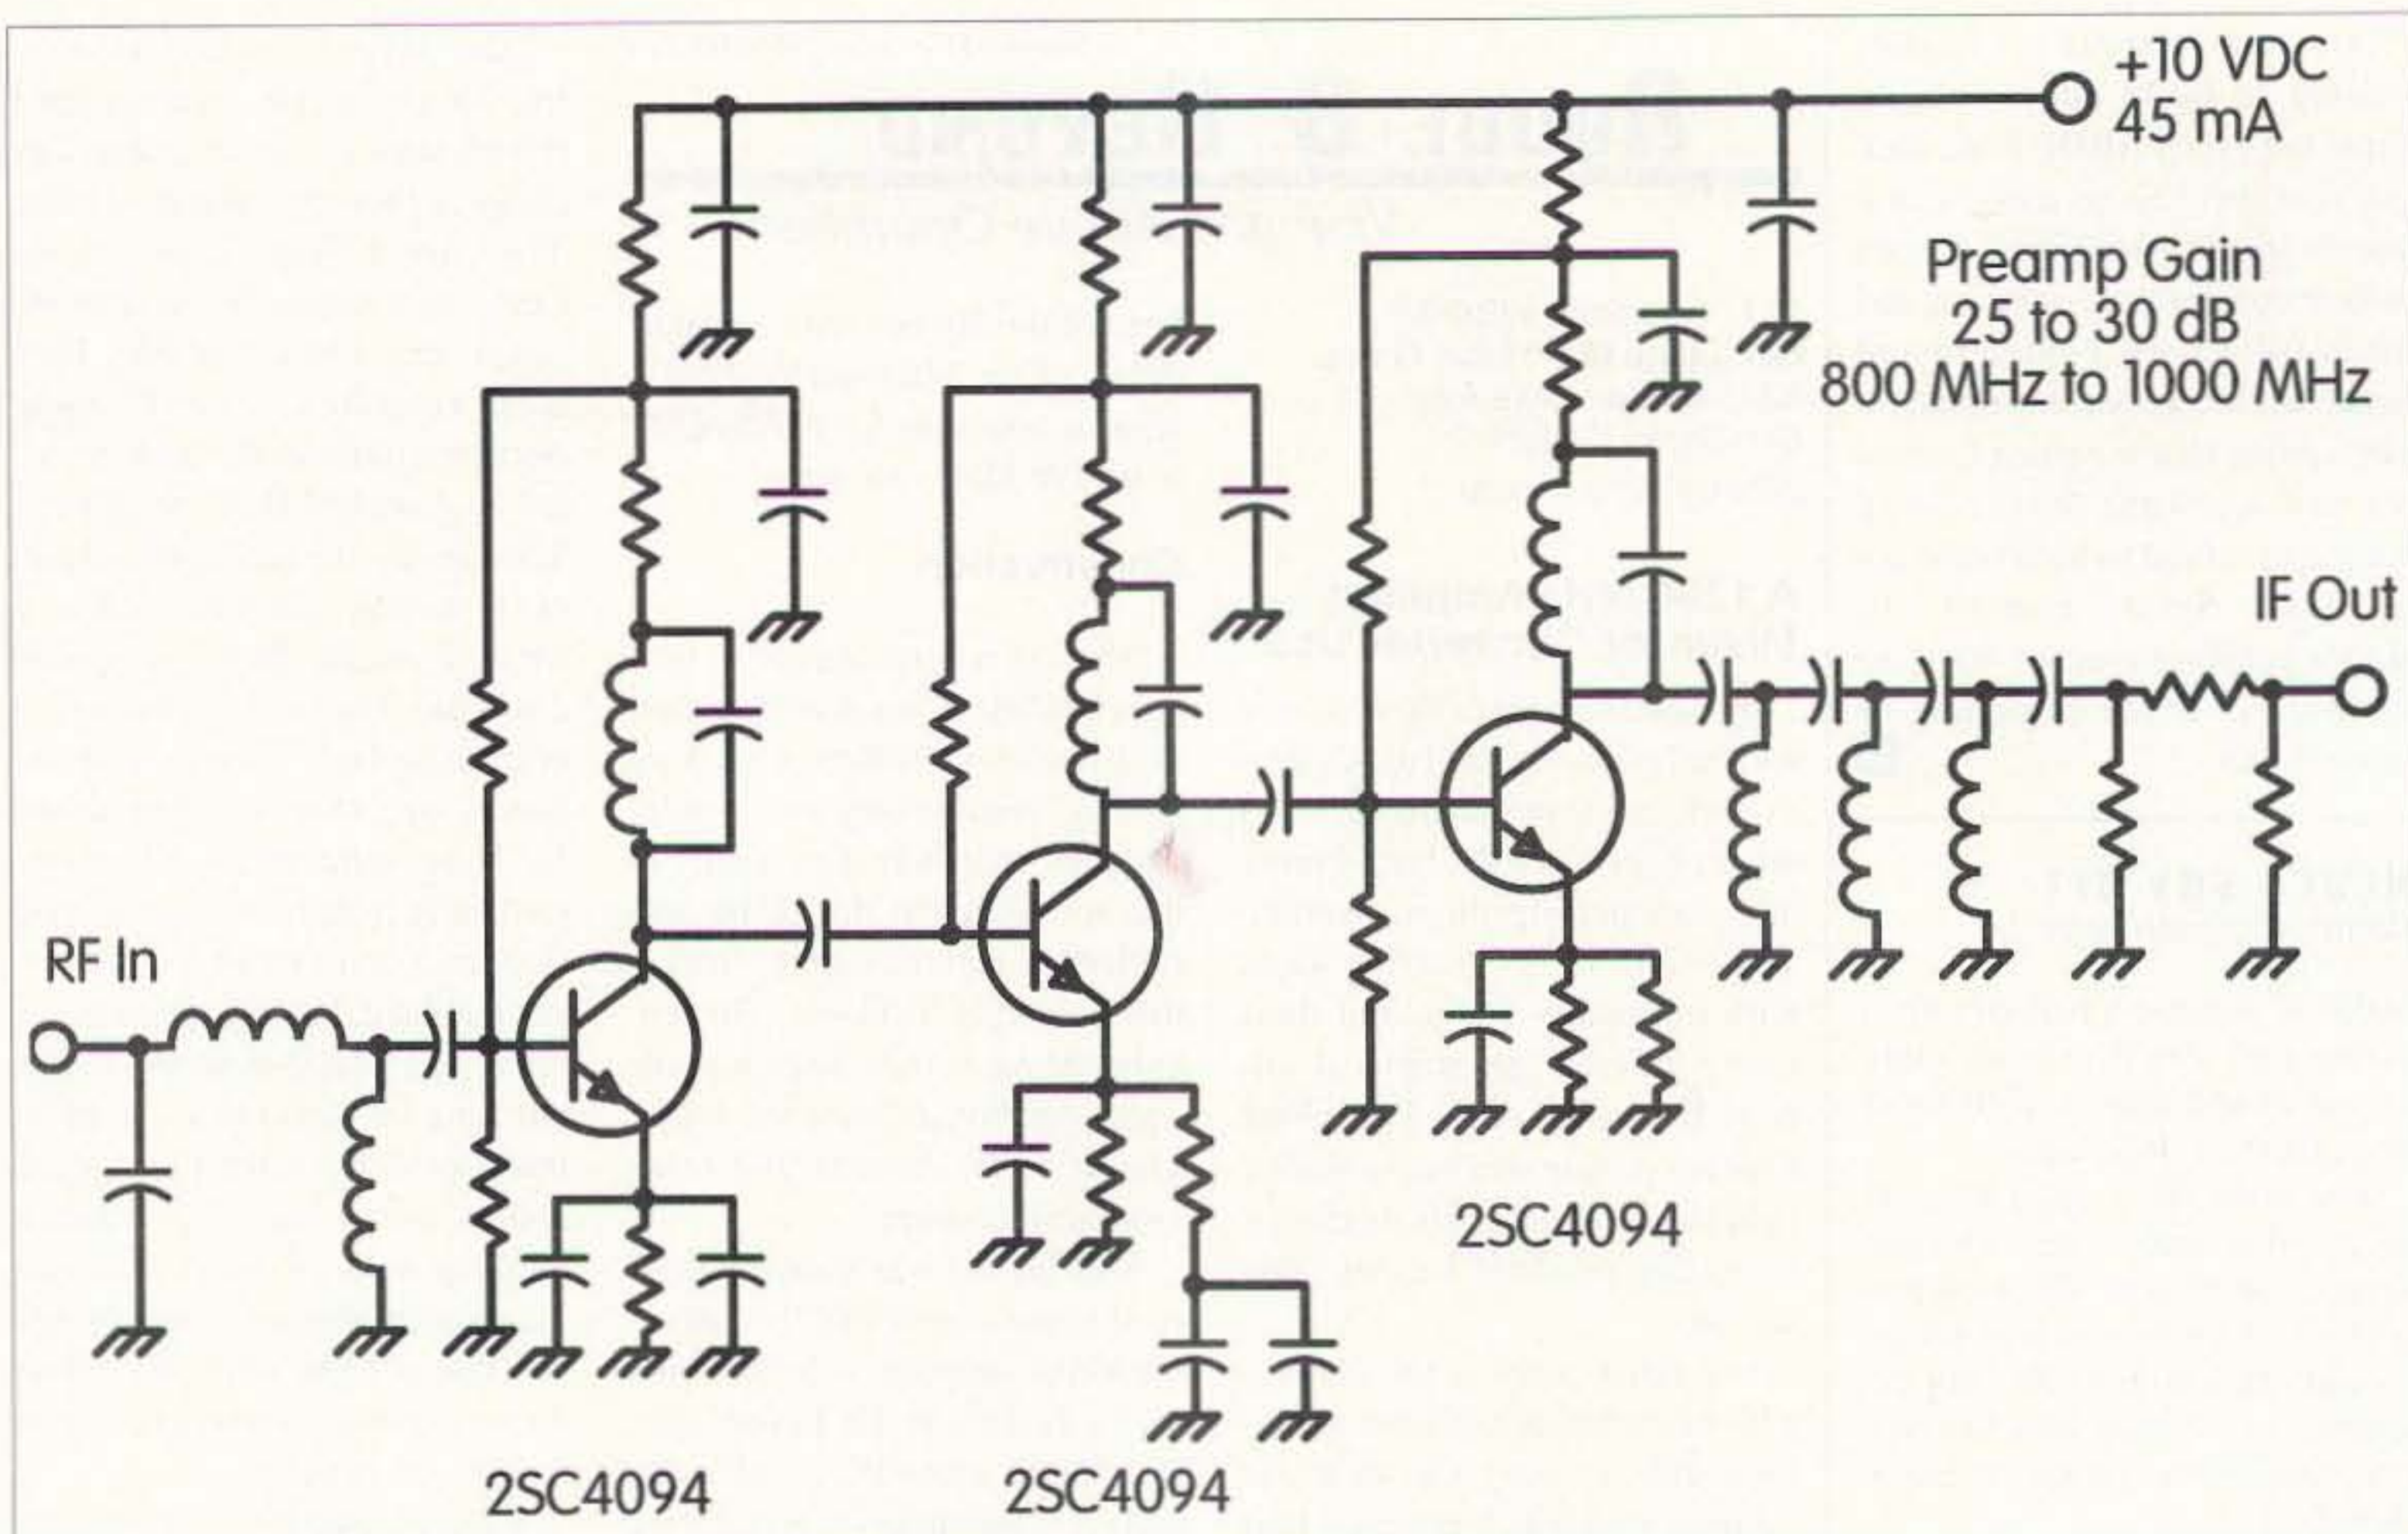 +10 VDC
45 mA
Preamp Gain
25 to 30 dB
800 MHz to 1000 MHz
IF Out
RF In
2SC4094
2SC4094
2SC4094